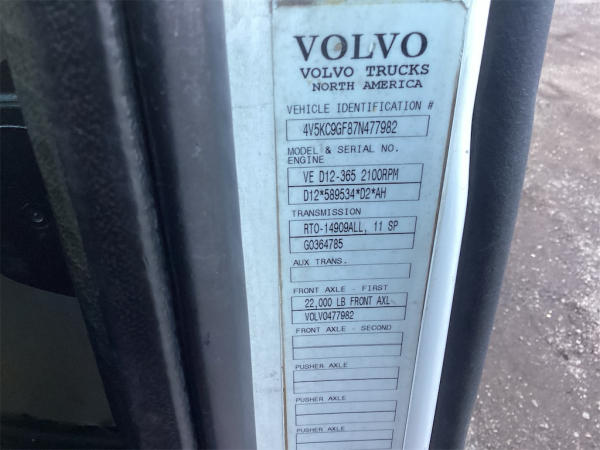 VOLVO
VOLVO TRUCKS
NORTH AMERICA
VEHICLE IDENTIFICATION #
4V5KC9GF87N477982
MODEL & SERIAL NO.
ENGINE
VE D12-365 2100RPM
D12*589534*D2*AH
TRANSMISSION
RTO-14909ALL, 11 SP
G0364785
AUX TRANS.
FRONT AXLE - FIRST
22,000 LB FRONT AXL
VOLVO477982
FRONT AXLE - SECOND
PUSHER AXLE
PUSHER AXLE
PUSHER AXLE